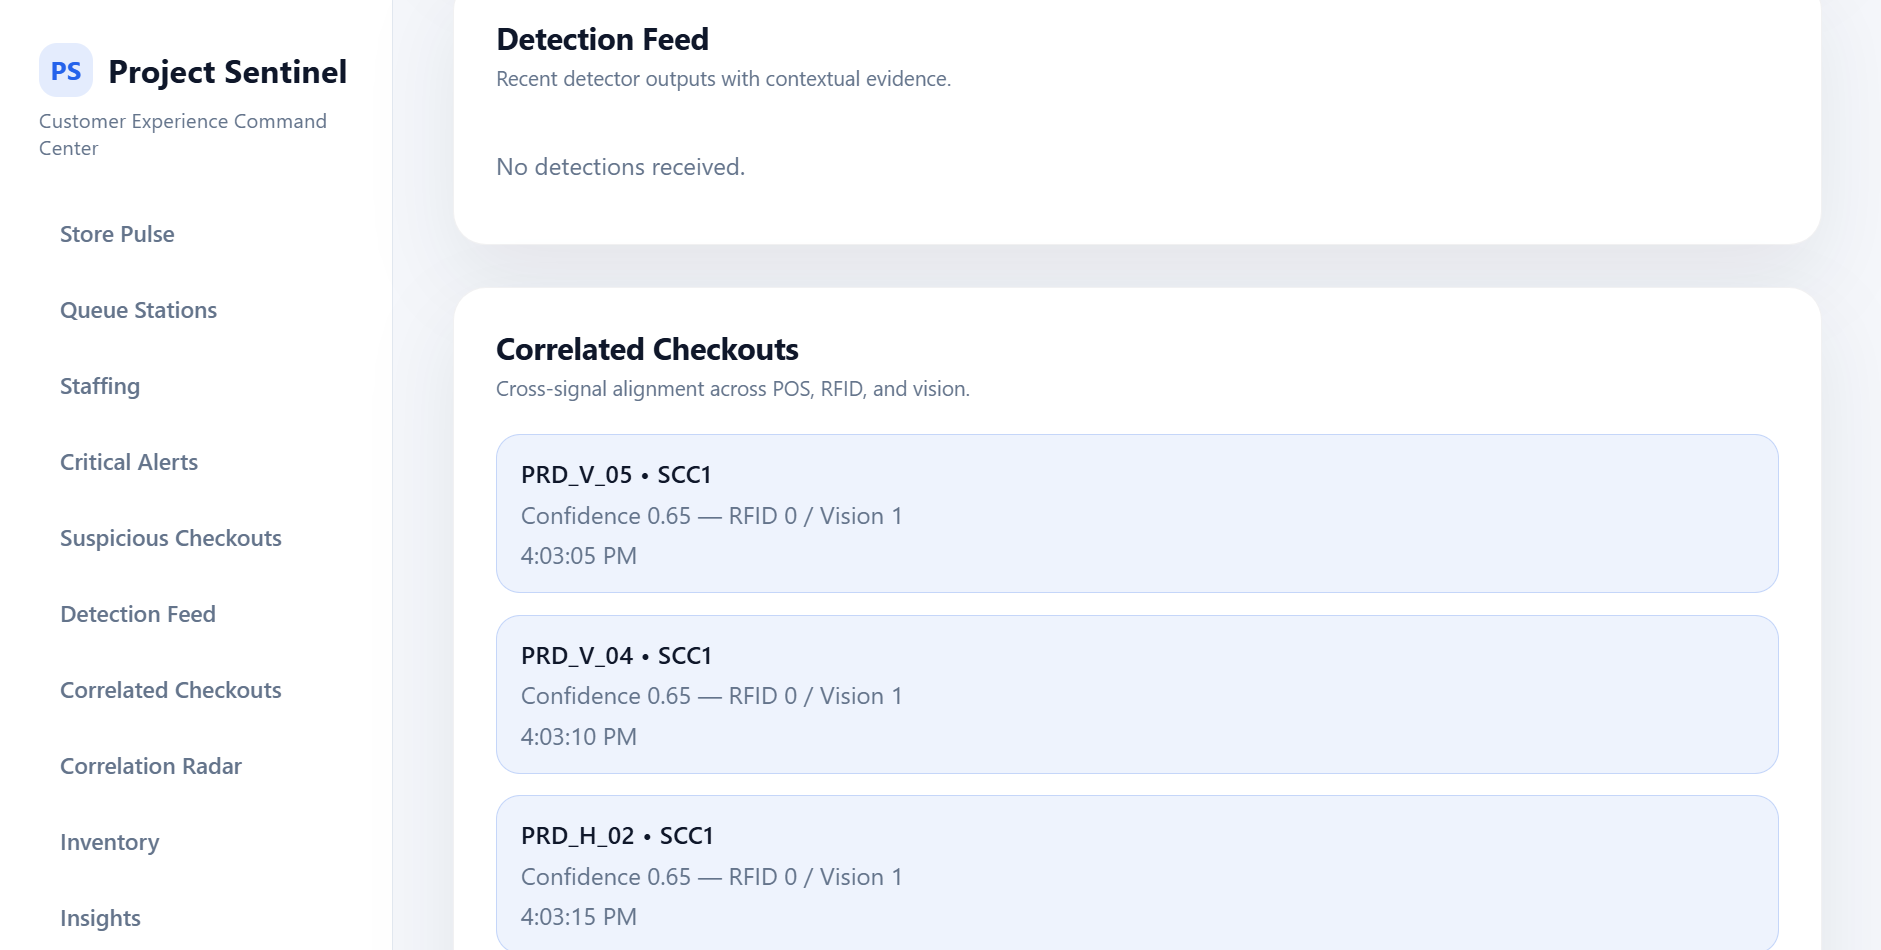 PS
Project Sentinel
Customer Experience Command
Center
Store Pulse
Queue Stations
Staffing
Critical Alerts
Suspicious Checkouts
Detection Feed
Correlated Checkouts
Correlation Radar
Inventory
Insights
Detection Feed
Recent detector outputs with contextual evidence.
No detections received.
Correlated Checkouts
Cross-signal alignment across POS, RFID, and vision.
PRD_V_05 • SCC1
Confidence 0.65 — RFID 0 / Vision 1
4:03:05 PM
PRD_V_04 • SCC1
Confidence 0.65 — RFID 0 / Vision 1
4:03:10 PM
PRD_H_02 • SCC1
Confidence 0.65 — RFID 0 / Vision 1
4:03:15 PM